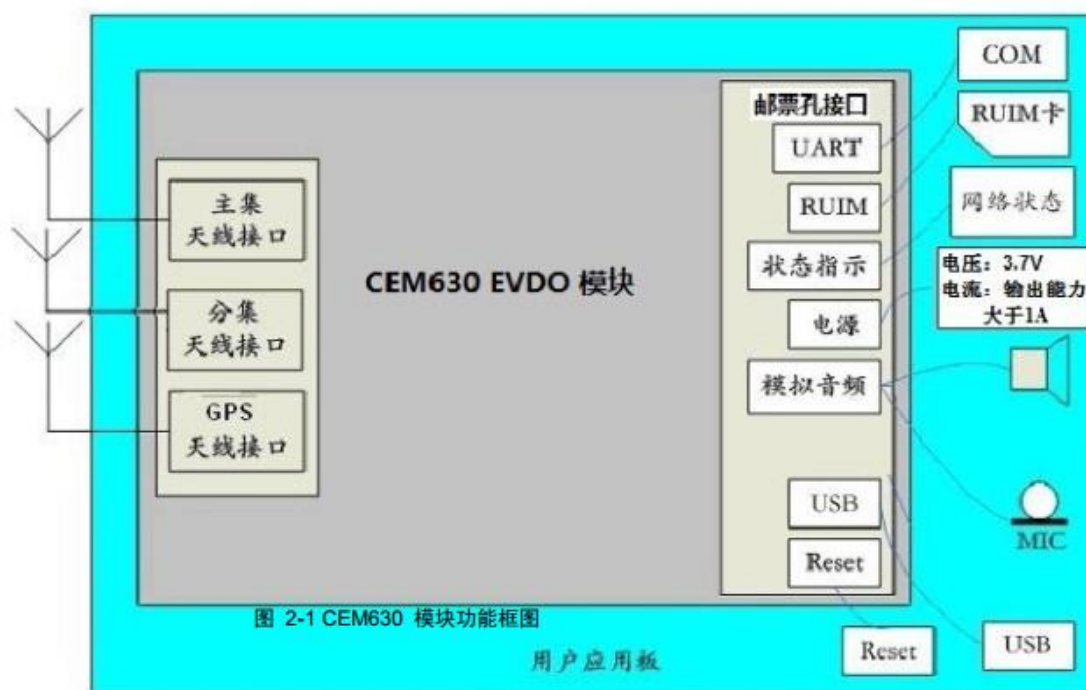 COM
邮票孔接口
RUIM卡
UART
主集
天线接口
RUIM
网络状态
CEM630 EVDO 模块
状态指示
电压：3.7V
电流：输出能力
大于1A
分集
天线接口
电源
模拟音频
GPS
天线接口
USB
MIC
Reset
图 2-1 CEM630 模块功能框图
用户应用板
Reset
USB